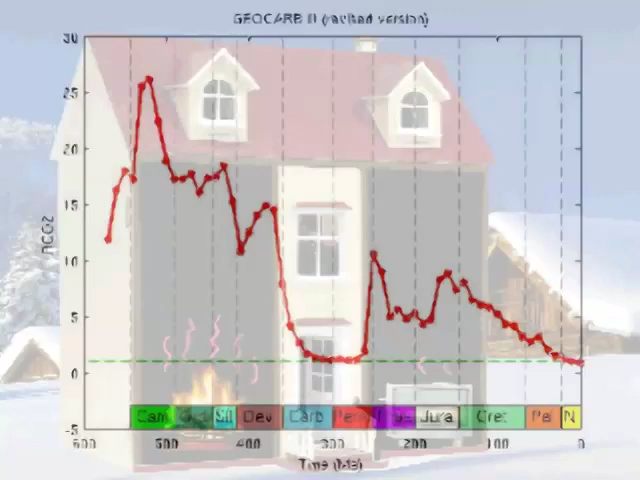 GEOCARB III (revised version)
30
25
20
15
10
5
0
-5
RCO2
Cam Sil Dev Carb Jura Cret Pal N
600 500 400 300 200 100 0
Time (Ma)